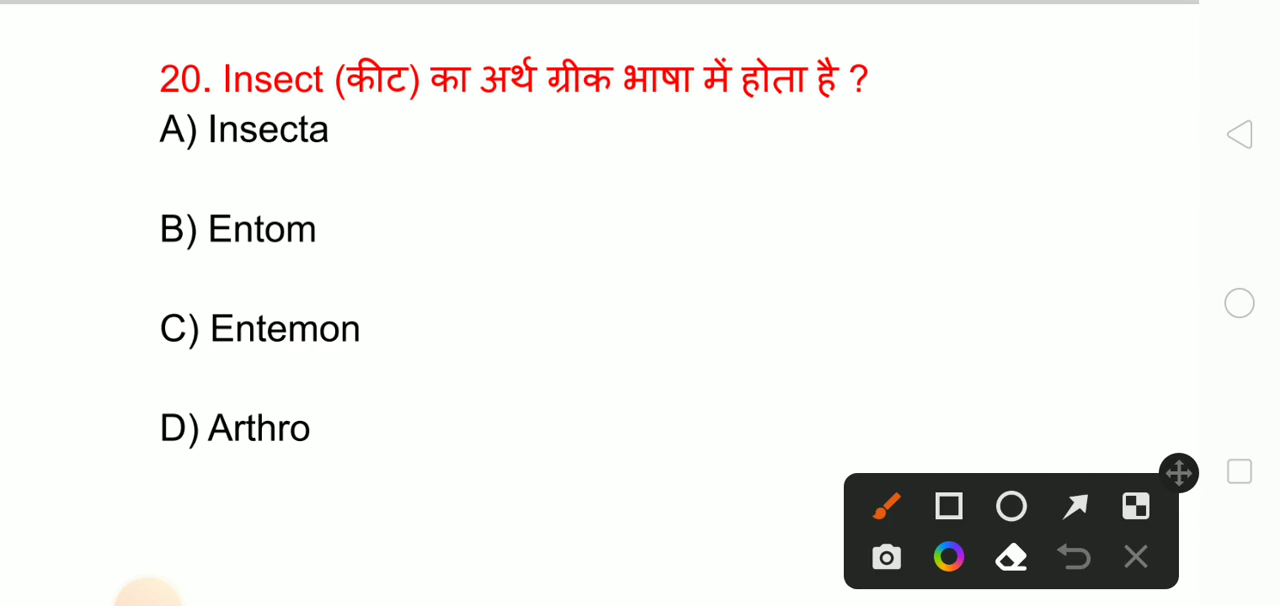 20. Insect (कीट) का अर्थ ग्रीक भाषा में होता है ?
A) Insecta
B) Entom
C) Entemon
D) Arthro